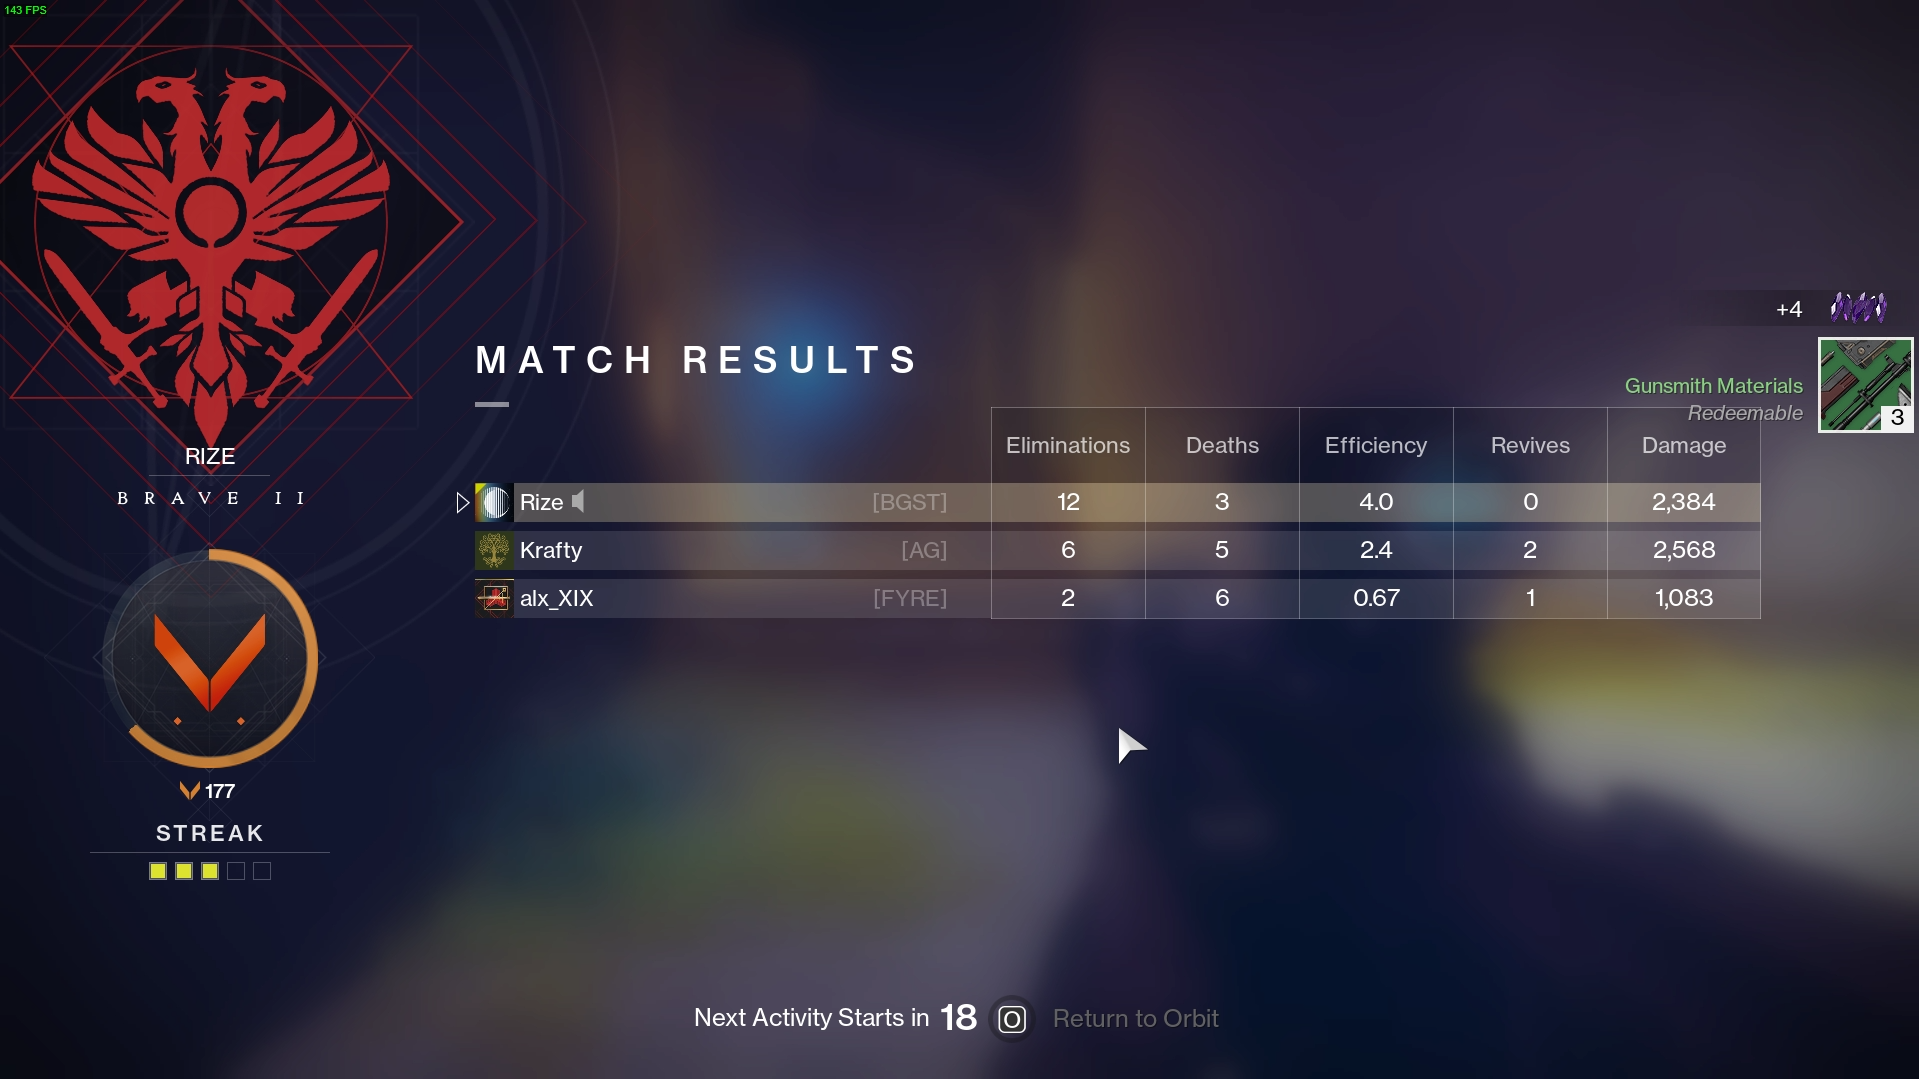 143 FPS
RIZE
BRAVE II
177
STREAK
MATCH RESULTS
+4
Gunsmith Materials
Redeemable
3
Eliminations Deaths Efficiency Revives Damage
Rize [BGST] 12 3 4.0 0 2,384
Krafty [AG] 6 5 2.4 2 2,568
alx_XIX [FYRE] 2 6 0.67 1 1,083
Next Activity Starts in 18 O Return to Orbit